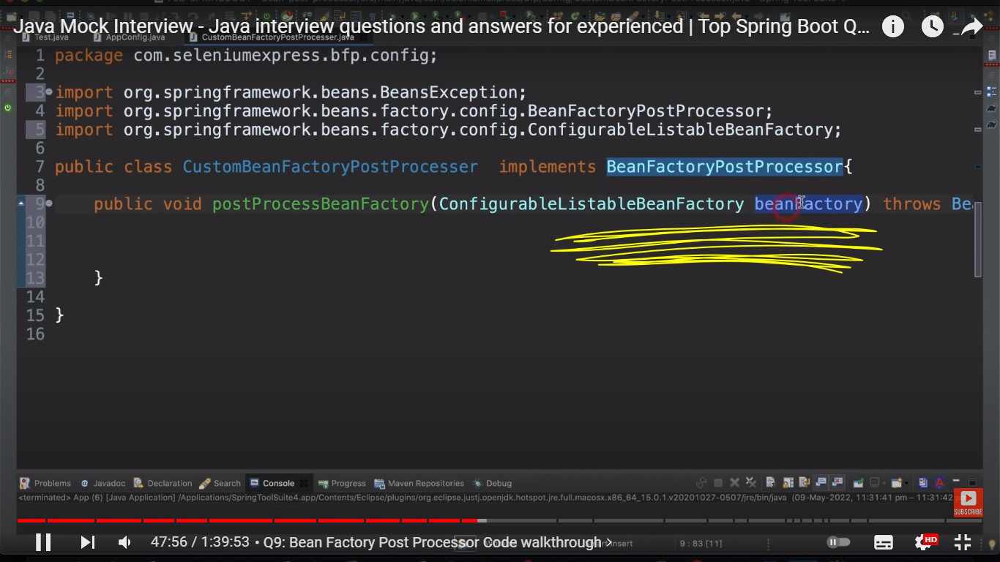 Java Mock Interview - Java interview questions and answers for experienced | Top Spring Boot Q...
Test.java AppConfig.java CustomBeanFactoryPostProcesser.java
1 package com.seleniumexpress.bfp.config;
2
3 import org.springframework.beans.BeansException;
4 import org.springframework.beans.factory.config.BeanFactoryPostProcessor;
5 import org.springframework.beans.factory.config.ConfigurableListableBeanFactory;
6
7 public class CustomBeanFactoryPostProcesser implements BeanFactoryPostProcessor{
8
9 public void postProcessBeanFactory(ConfigurableListableBeanFactory beanFactory) throws Be
10
11
12
13 }
14
15 }
16
Problems Javadoc Declaration Search Console Progress Maven Repositories Debug
<terminated> App (6) [Java Application] /Applications/SpringToolSuite4.app/Contents/Eclipse/plugins/org.eclipse.justj.openjdk.hotspot.jre.full.macosx.x86_64_15.0.1.v20201027-0507/jre/bin/java (09-May-2022, 11:31:41 pm – 11:31:42
SUBSCRIBE
47:56 / 1:39:53 • Q9: Bean Factory Post Processor Code walkthrough ›
9 : 83 [11]
HD